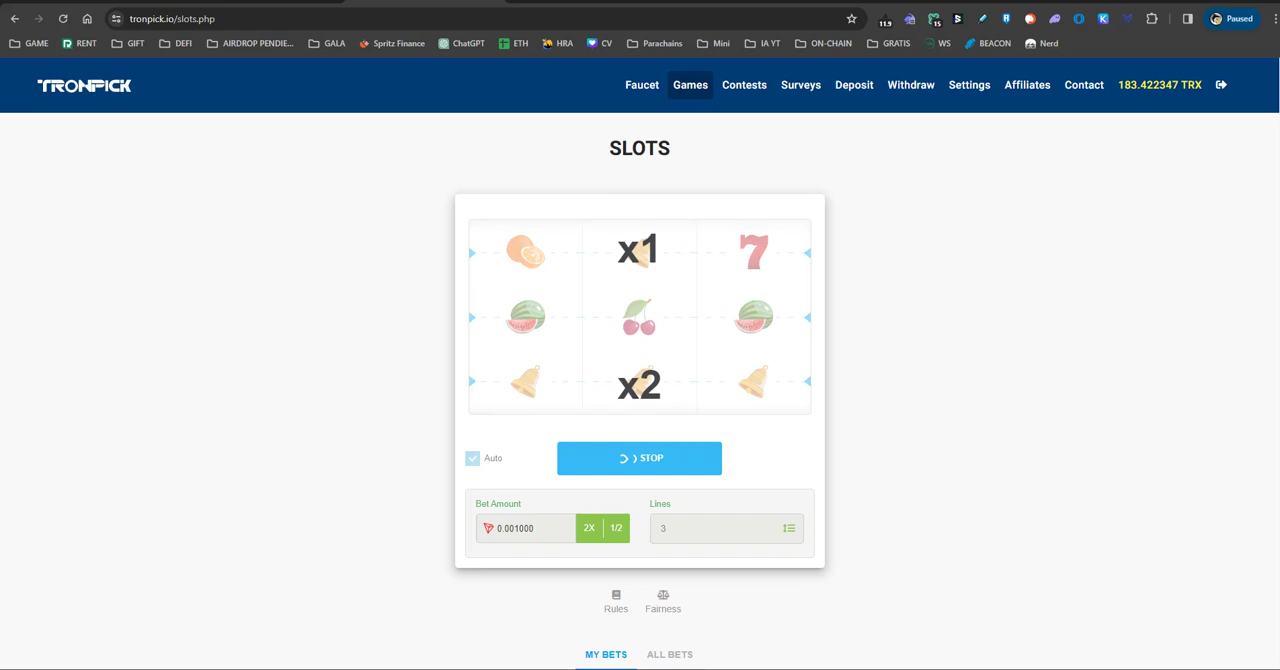 tronpick.io/slots.php
11.9
15
Paused
GAME RENT GIFT DEFI AIRDROP PENDIE... GALA Spritz Finance ChatGPT ETH HRA CV Parachains Mini IA YT ON-CHAIN GRATIS WS BEACON Nerd
TRONPICK
Faucet Games Contests Surveys Deposit Withdraw Settings Affiliates Contact 183.422347 TRX
SLOTS
x1
7
x2
Auto
STOP
Bet Amount
Lines
0.001000
2X
1/2
3
Rules
Fairness
MY BETS
ALL BETS